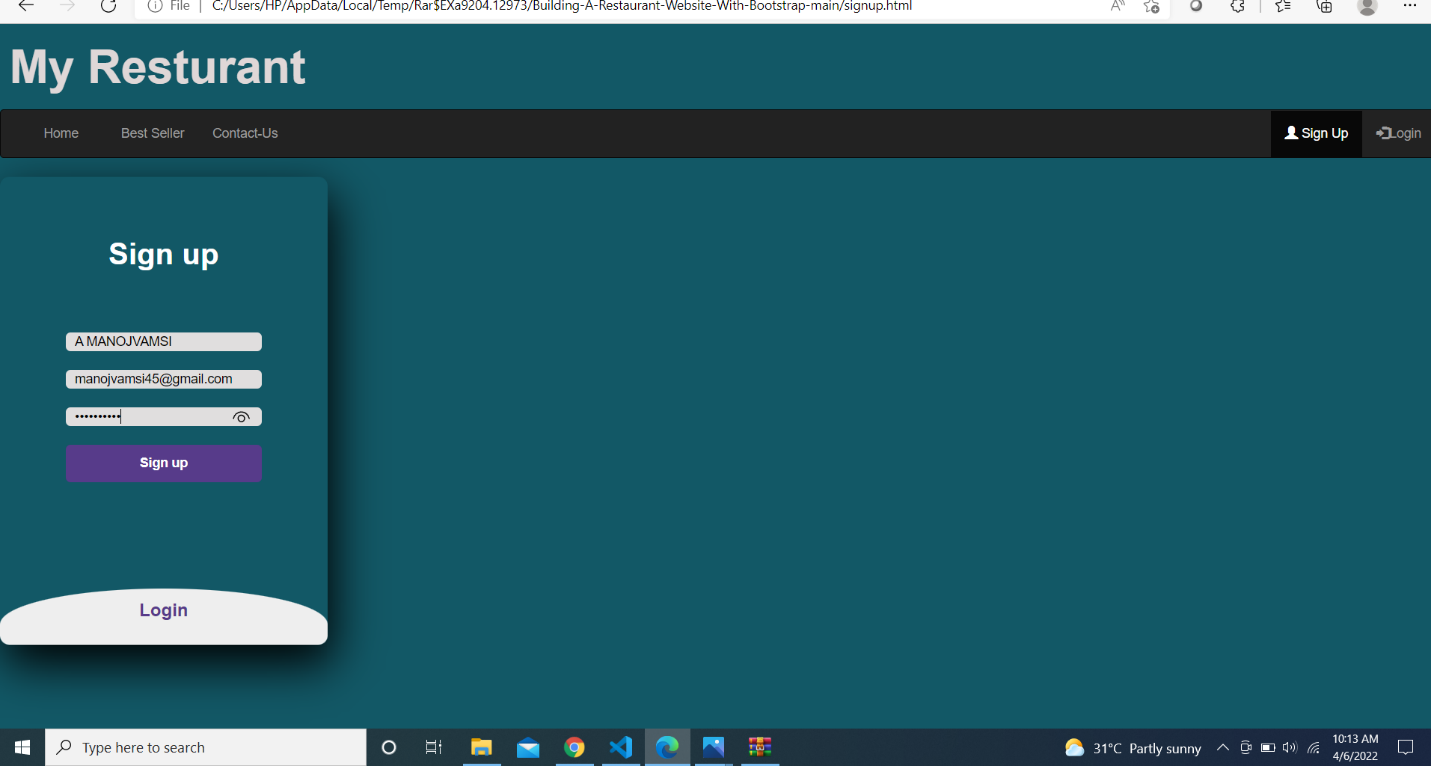 File | C:/Users/HP/AppData/Local/Temp/Rar$EXa9204.12973/Building-A-Restaurant-Website-With-Bootstrap-main/signup.html
My Resturant
Home Best Seller Contact-Us Sign Up Login
Sign up
A MANOJVAMSI
manojvamsi45@gmail.com
••••••••••
Sign up
Login
Type here to search
31°C Partly sunny
10:13 AM
4/6/2022